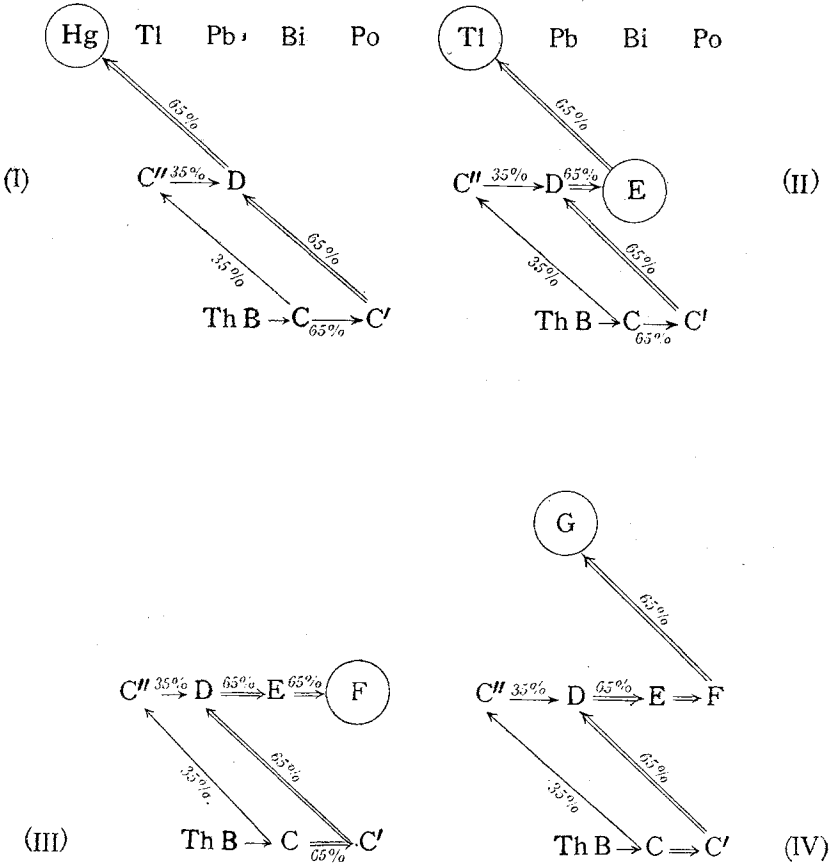 Hg Tl Pb Bi Po
65%
(I)
C″ 35% D
35% 65%
Th B C 65% C′
Tl Pb Bi Po
65%
C″ 35% D 65% E
(II)
35% 65%
Th B C 65% C′
C″ 35% D 65% E 65% F
35% 65%
(III)
Th B C 65% C′
G
65%
C″ 35% D 65% E F
35% 65%
Th B C C′
(IV)